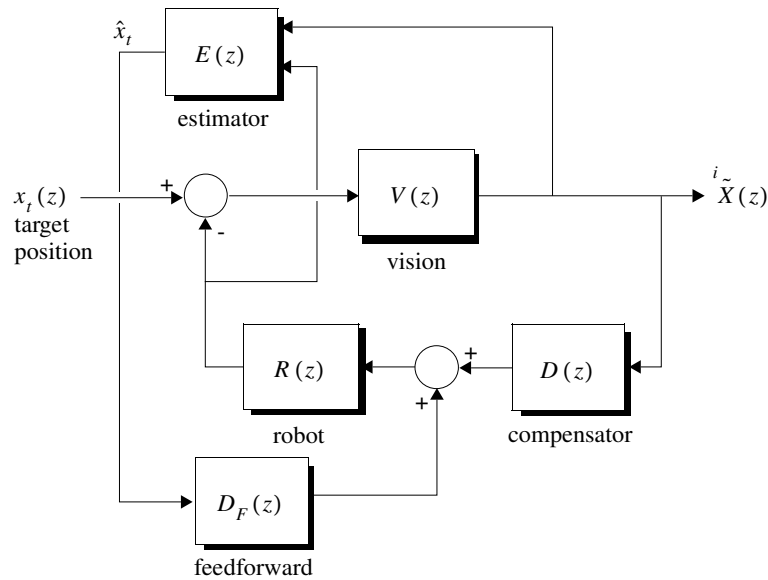 x̂_t
E(z)
estimator
x_t(z)
target
position
+
-
V(z)
vision
^i X̃(z)
R(z)
robot
+
+
D(z)
compensator
D_F(z)
feedforward